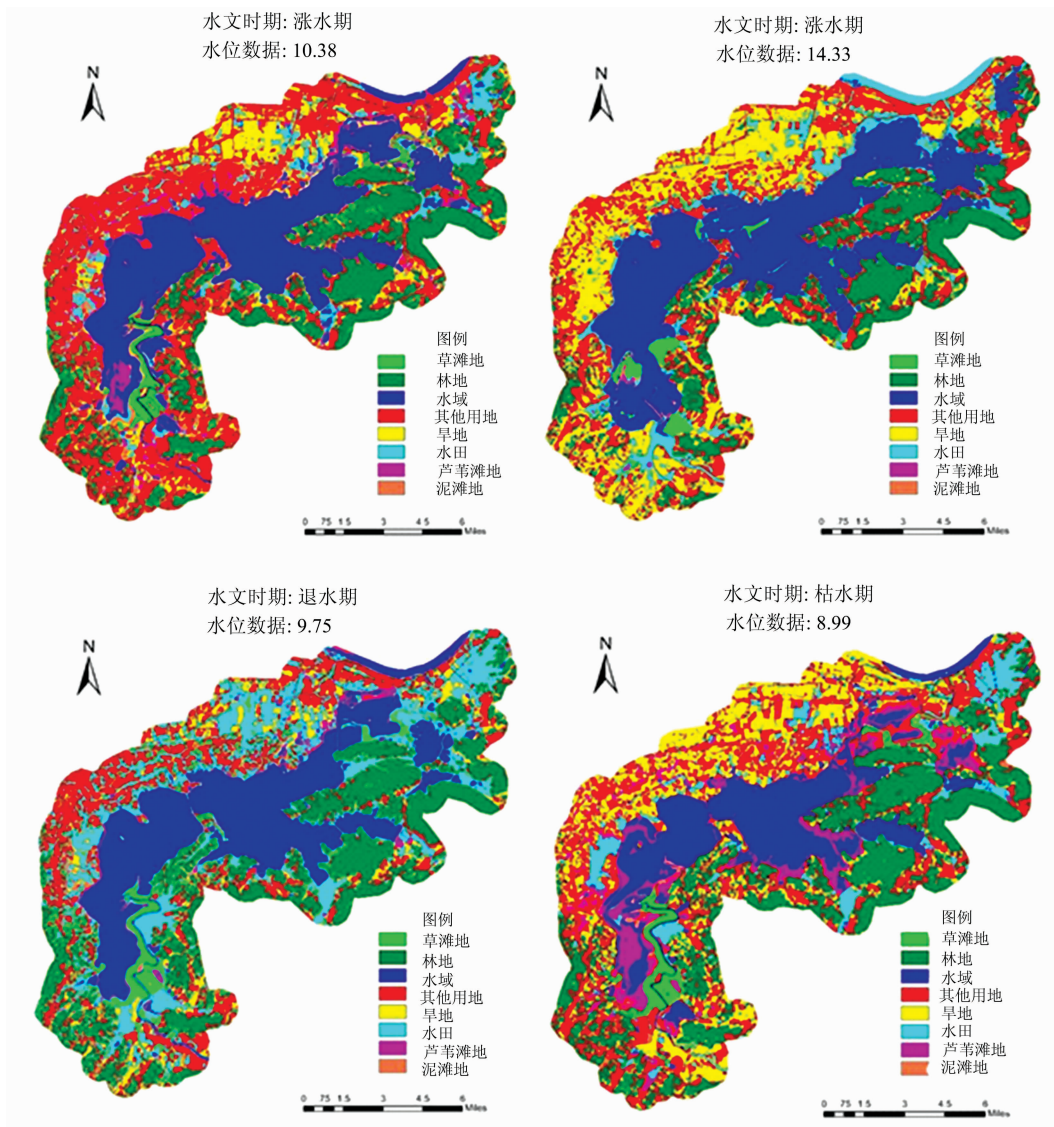 水文时期: 涨水期
水位数据: 10.38
N
图例
草滩地
林地
水域
其他用地
旱地
水田
芦苇滩地
泥滩地
0 75 1 5 3 4 5 6
Miles
水文时期: 涨水期
水位数据: 14.33
N
图例
草滩地
林地
水域
其他用地
旱地
水田
芦苇滩地
泥滩地
0 75 1 5 3 4 5 6
Miles
水文时期: 退水期
水位数据: 9.75
N
图例
草滩地
林地
水域
其他用地
旱地
水田
芦苇滩地
泥滩地
0 75 1 5 3 4 5 6
Miles
水文时期: 枯水期
水位数据: 8.99
N
图例
草滩地
林地
水域
其他用地
旱地
水田
芦苇滩地
泥滩地
0 75 1 5 3 4 5 6
Miles